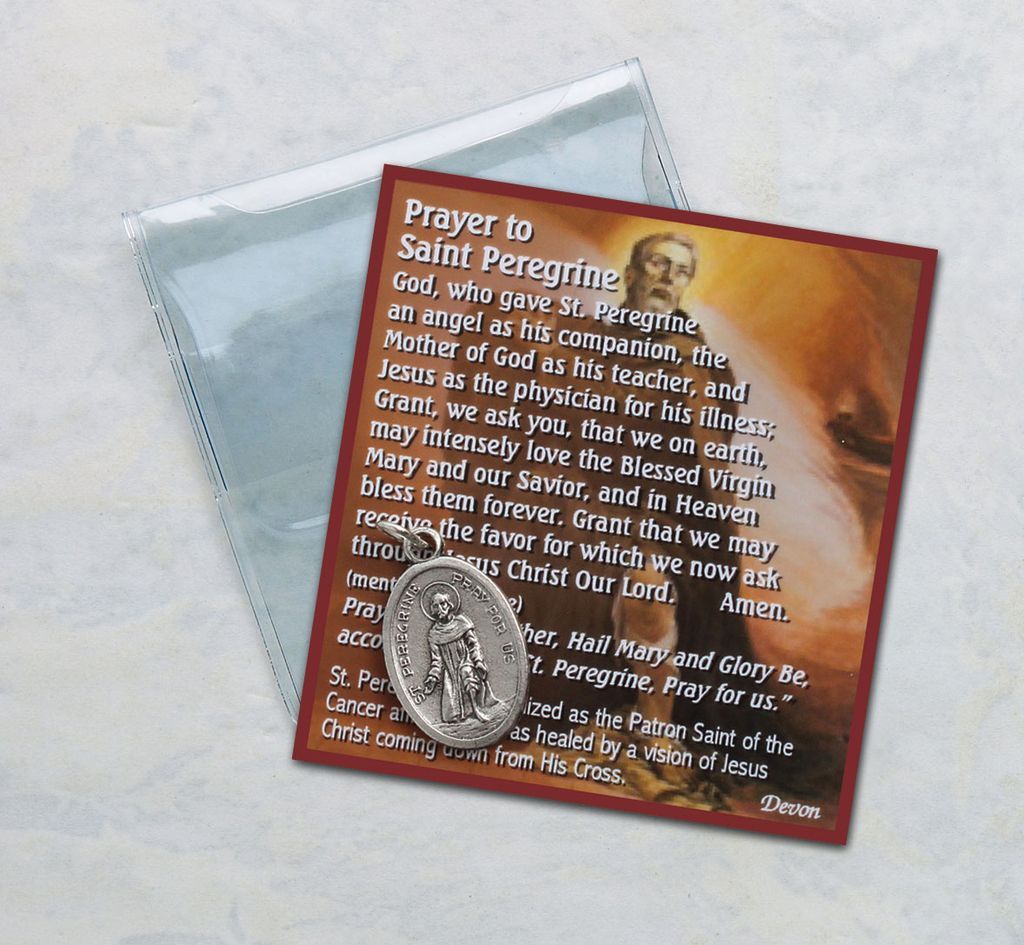 Prayer to
Saint Peregrine
God, who gave St. Peregrine
an angel as his companion, the
Mother of God as his teacher, and
Jesus as the physician for his illness;
Grant, we ask you, that we on earth,
may intensely love the Blessed Virgin
Mary and our Savior, and in Heaven
bless them forever. Grant that we may
receive the favor for which we now ask
through Jesus Christ Our Lord. Amen.
Hail Mary and Glory Be,
St. Peregrine, Pray for us."
St. as the Patron Saint of the
Cancer healed by a vision of Jesus
Christ coming down from His Cross.
Devon
ST PEREGRINE PRAY FOR US